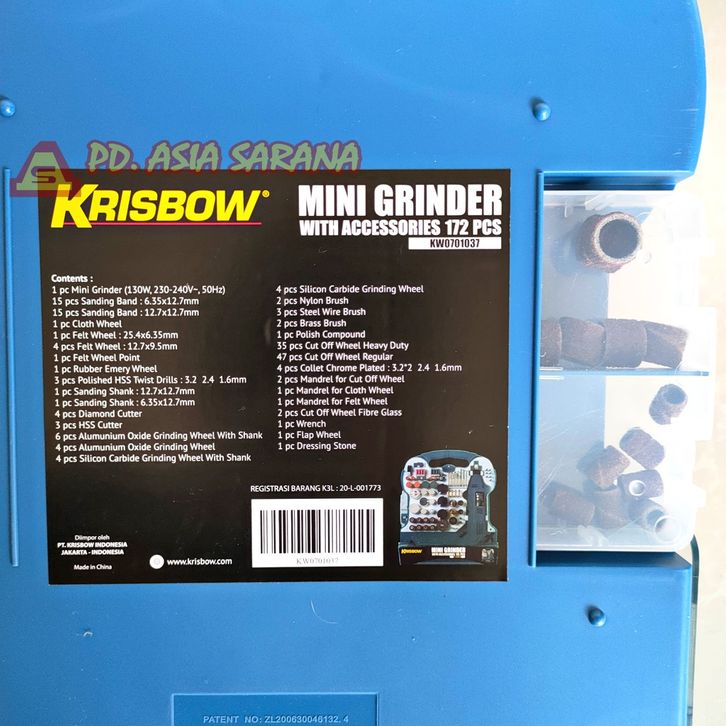 PD. ASIA SARANA
KRISBOW®
MINI GRINDER
WITH ACCESSORIES 172 PCS
KW0701037
Contents :
1 pc Mini Grinder (130W, 230-240V~, 50Hz)
15 pcs Sanding Band : 6.35x12.7mm
15 pcs Sanding Band : 12.7x12.7mm
1 pc Cloth Wheel
1 pc Felt Wheel : 25.4x6.35mm
4 pcs Felt Wheel : 12.7x9.5mm
1 pc Felt Wheel Point
1 pc Rubber Emery Wheel
3 pcs Polished HSS Twist Drills : 3.2 2.4 1.6mm
1 pc Sanding Shank : 12.7x12.7mm
1 pc Sanding Shank : 6.35x12.7mm
4 pcs Diamond Cutter
3 pcs HSS Cutter
6 pcs Alumunium Oxide Grinding Wheel With Shank
4 pcs Alumunium Oxide Grinding Wheel
4 pcs Silicon Carbide Grinding Wheel With Shank
4 pcs Silicon Carbide Grinding Wheel
2 pcs Nylon Brush
3 pcs Steel Wire Brush
2 pcs Brass Brush
1 pc Polish Compound
35 pcs Cut Off Wheel Heavy Duty
47 pcs Cut Off Wheel Regular
4 pcs Collet Chrome Plated : 3.2*2 2.4 1.6mm
2 pcs Mandrel for Cut Off Wheel
1 pc Mandrel for Cloth Wheel
1 pc Mandrel for Felt Wheel
2 pcs Cut Off Wheel Fibre Glass
1 pc Wrench
1 pc Flap Wheel
1 pc Dressing Stone
REGISTRASI BARANG K3L : 20-L-001773
Diimpor oleh
PT. KRISBOW INDONESIA
JAKARTA - INDONESIA
Made in China
www.krisbow.com
KW0701037
KRISBOW
MINI GRINDER
WITH ACCESSORIES 172 PCS
PATENT NO: ZL200630046132.4